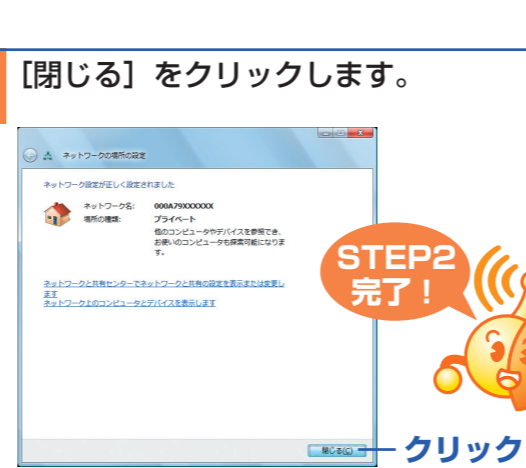 ［閉じる］をクリックします。
ネットワークの場所の設定
ネットワーク設定が正しく設定されました
ネットワーク名: 000A79XXXXXX
場所の種類: プライベート
他のコンピュータやデバイスを参照でき、
お使いのコンピュータも探索可能になりま
す。
ネットワークと共有センターでネットワークと共有の設定を表示または変更し
ます
ネットワーク上のコンピュータとデバイスを表示します
STEP2
完了！
閉じる(C)
クリック